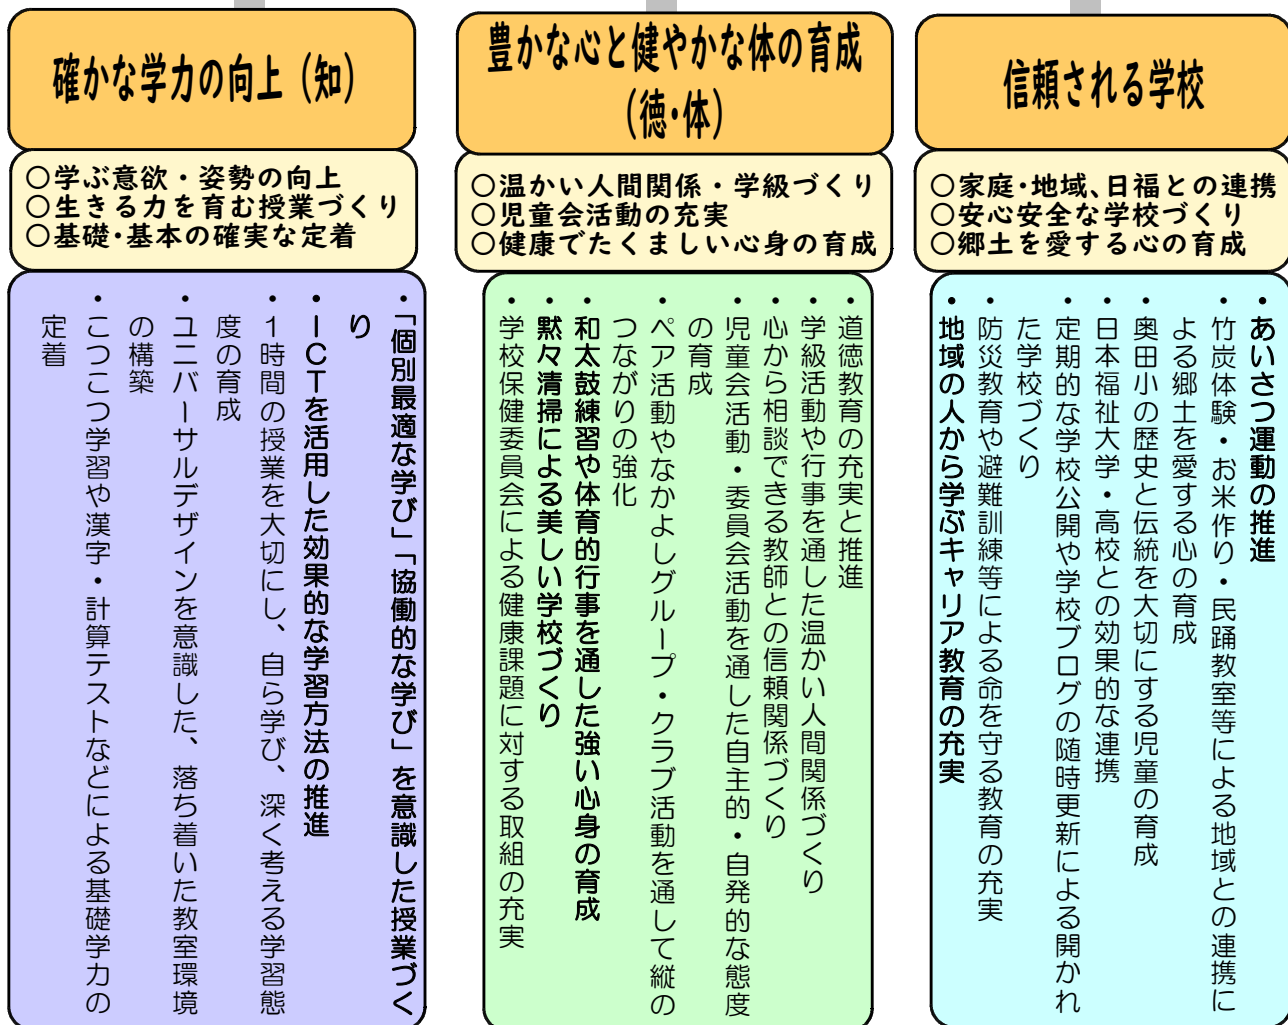 確かな学力の向上（知）
○学ぶ意欲・姿勢の向上
○生きる力を育む授業づくり
○基礎・基本の確実な定着
・「個別最適な学び」「協働的な学び」を意識した授業づく
り
・ＩＣＴを活用した効果的な学習方法の推進
・１時間の授業を大切にし、自ら学び、深く考える学習態
度の育成
・ユニバーサルデザインを意識した、落ち着いた教室環境
の構築
・こつこつ学習や漢字・計算テストなどによる基礎学力の
定着
豊かな心と健やかな体の育成
（徳・体）
○温かい人間関係・学級づくり
○児童会活動の充実
○健康でたくましい心身の育成
・道徳教育の充実と推進
・学級活動や行事を通した温かい人間関係づくり
・心から相談できる教師との信頼関係づくり
・児童会活動・委員会活動を通した自主的・自発的な態度
の育成
・ペア活動やなかよしグループ・クラブ活動を通して縦の
つながりの強化
・和太鼓練習や体育的行事を通した強い心身の育成
・黙々清掃による美しい学校づくり
・学校保健委員会による健康課題に対する取組の充実
信頼される学校
○家庭・地域、日福との連携
○安心安全な学校づくり
○郷土を愛する心の育成
・あいさつ運動の推進
・竹炭体験・お米作り・民踊教室等による地域との連携に
よる郷土を愛する心の育成
・奥田小の歴史と伝統を大切にする児童の育成
・日本福祉大学・高校との効果的な連携
・定期的な学校公開や学校ブログの随時更新による開かれ
た学校づくり
・防災教育や避難訓練等による命を守る教育の充実
・地域の人から学ぶキャリア教育の充実